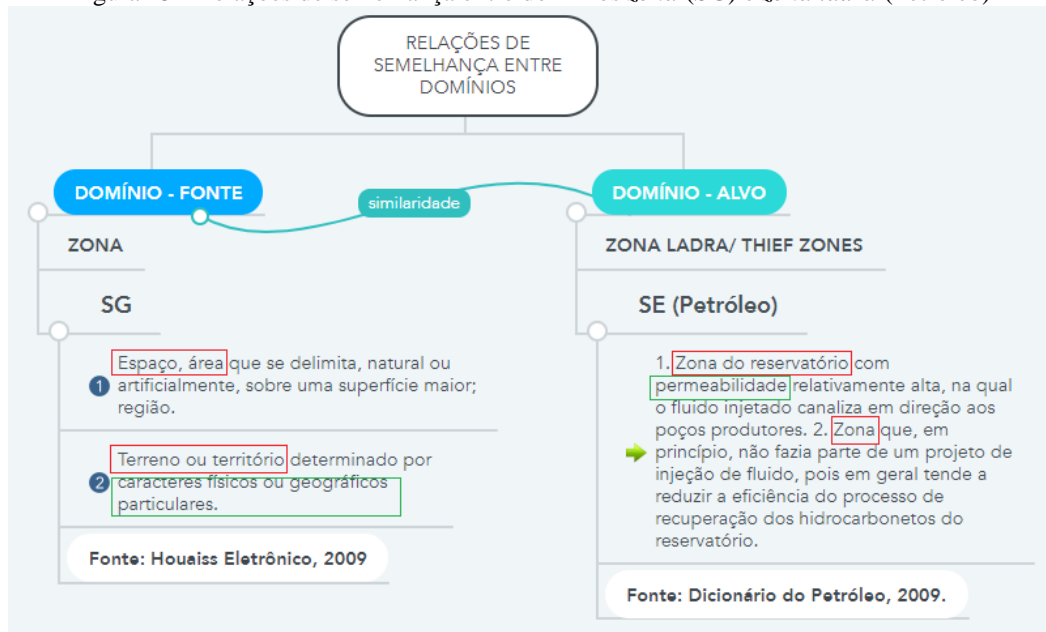 RELAÇÕES DE
SEMELHANÇA ENTRE
DOMÍNIOS
DOMÍNIO - FONTE
similaridade
DOMÍNIO - ALVO
ZONA
ZONA LADRA/ THIEF ZONES
SG
SE (Petróleo)
1
Espaço, área que se delimita, natural ou
artificialmente, sobre uma superfície maior;
região.
2
Terreno ou território determinado por
caracteres físicos ou geográficos
particulares.
Fonte: Houaiss Eletrônico, 2009
1. Zona do reservatório com
permeabilidade relativamente alta, na qual
o fluido injetado canaliza em direção aos
poços produtores. 2. Zona que, em
princípio, não fazia parte de um projeto de
injeção de fluido, pois em geral tende a
reduzir a eficiência do processo de
recuperação dos hidrocarbonetos do
reservatório.
Fonte: Dicionário do Petróleo, 2009.